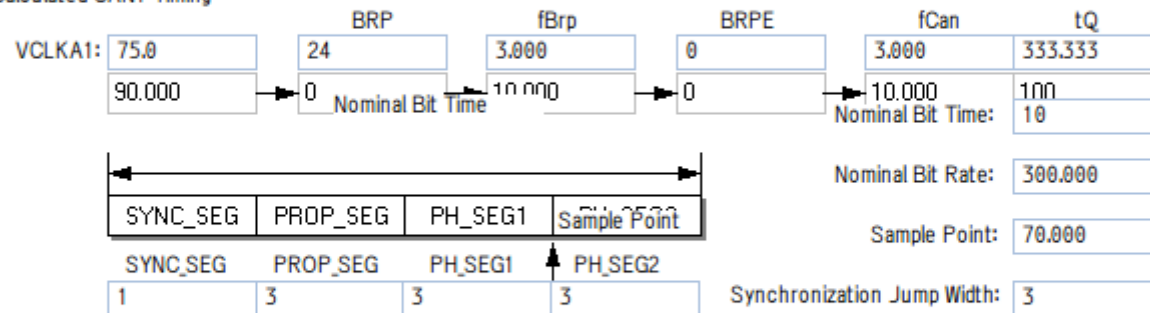 BRP fBrp BRPE fCan tQ
VCLKA1: 75.0 24 3.000 0 3.000 333.333
90.000 0 10.000 0 10.000 100
Nominal Bit Time
Nominal Bit Time: 10
Nominal Bit Rate: 300.000
SYNC_SEG PROP_SEG PH_SEG1
Sample Point
Sample Point: 70.000
SYNC_SEG PROP_SEG PH_SEG1 PH_SEG2
1 3 3 3 Synchronization Jump Width: 3